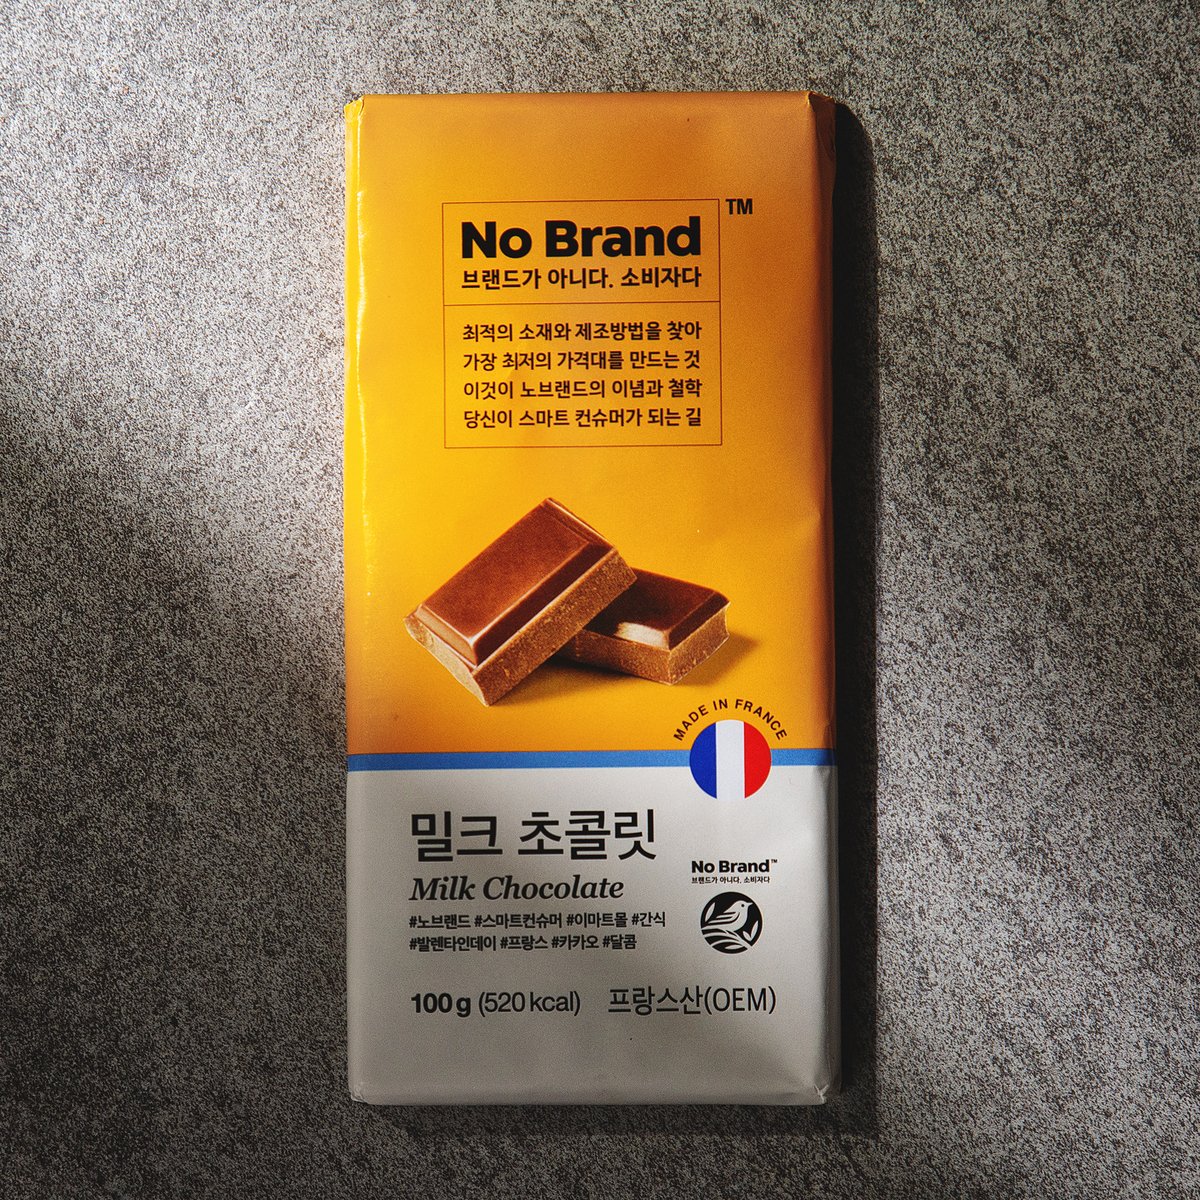 No Brand™
브랜드가 아니다. 소비자다
최적의 소재와 제조방법을 찾아
가장 최저의 가격대를 만드는 것
이것이 노브랜드의 이념과 철학
당신이 스마트 컨슈머가 되는 길
MADE IN FRANCE
밀크 초콜릿
Milk Chocolate
#노브랜드 #스마트컨슈머 #이마트몰 #간식
#발렌타인데이 #프랑스 #카카오 #달콤
No Brand™
브랜드가 아니다. 소비자다
100 g (520 kcal) 프랑스산(OEM)